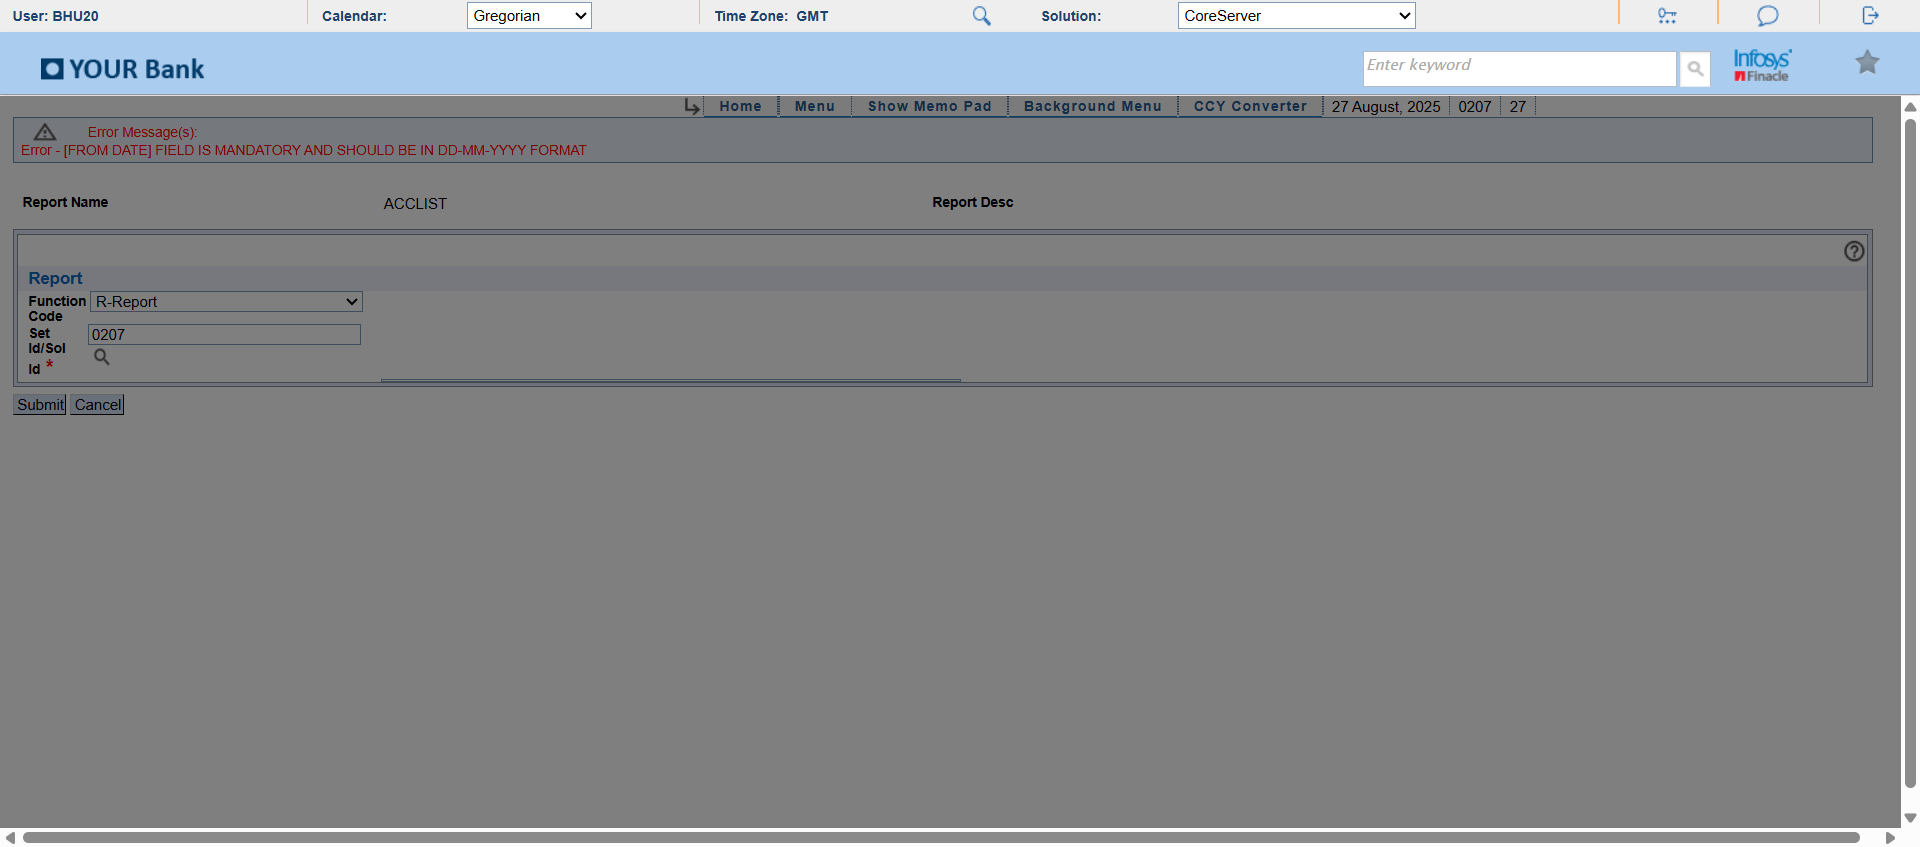 User: BHU20 Calendar: Gregorian Time Zone: GMT Solution: CoreServer
YOUR Bank Enter keyword Infosys Finacle
Home Menu Show Memo Pad Background Menu CCY Converter 27 August, 2025 0207 27
Error Message(s):
Error - [FROM DATE] FIELD IS MANDATORY AND SHOULD BE IN DD-MM-YYYY FORMAT
Report Name ACCLIST Report Desc
Report
Function Code R-Report
Set Id/Sol Id * 0207
Submit Cancel